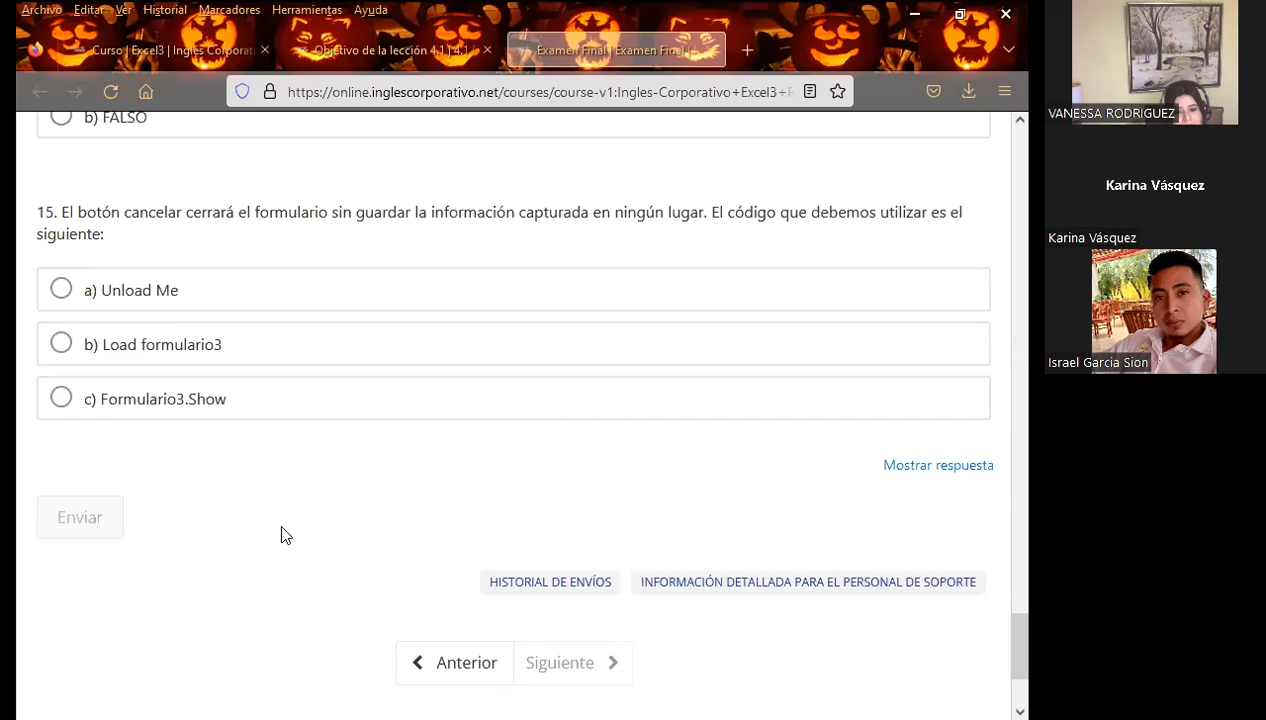 Archivo Editar Ver Historial Marcadores Herramientas Ayuda
Curso | Excel3 | Inglés Corporat
Objetivo de la lección 4.1 | 4.1
Examen Final | Examen Final |
https://online.inglescorporativo.net/courses/course-v1:Ingles-Corporativo+Excel3+
b) FALSO
15. El botón cancelar cerrará el formulario sin guardar la información capturada en ningún lugar. El código que debemos utilizar es el
siguiente:
a) Unload Me
b) Load formulario3
c) Formulario3.Show
Mostrar respuesta
Enviar
HISTORIAL DE ENVÍOS
INFORMACIÓN DETALLADA PARA EL PERSONAL DE SOPORTE
Anterior
Siguiente
VANESSA RODRIGUEZ
Karina Vásquez
Karina Vásquez
Israel Garcia Sion